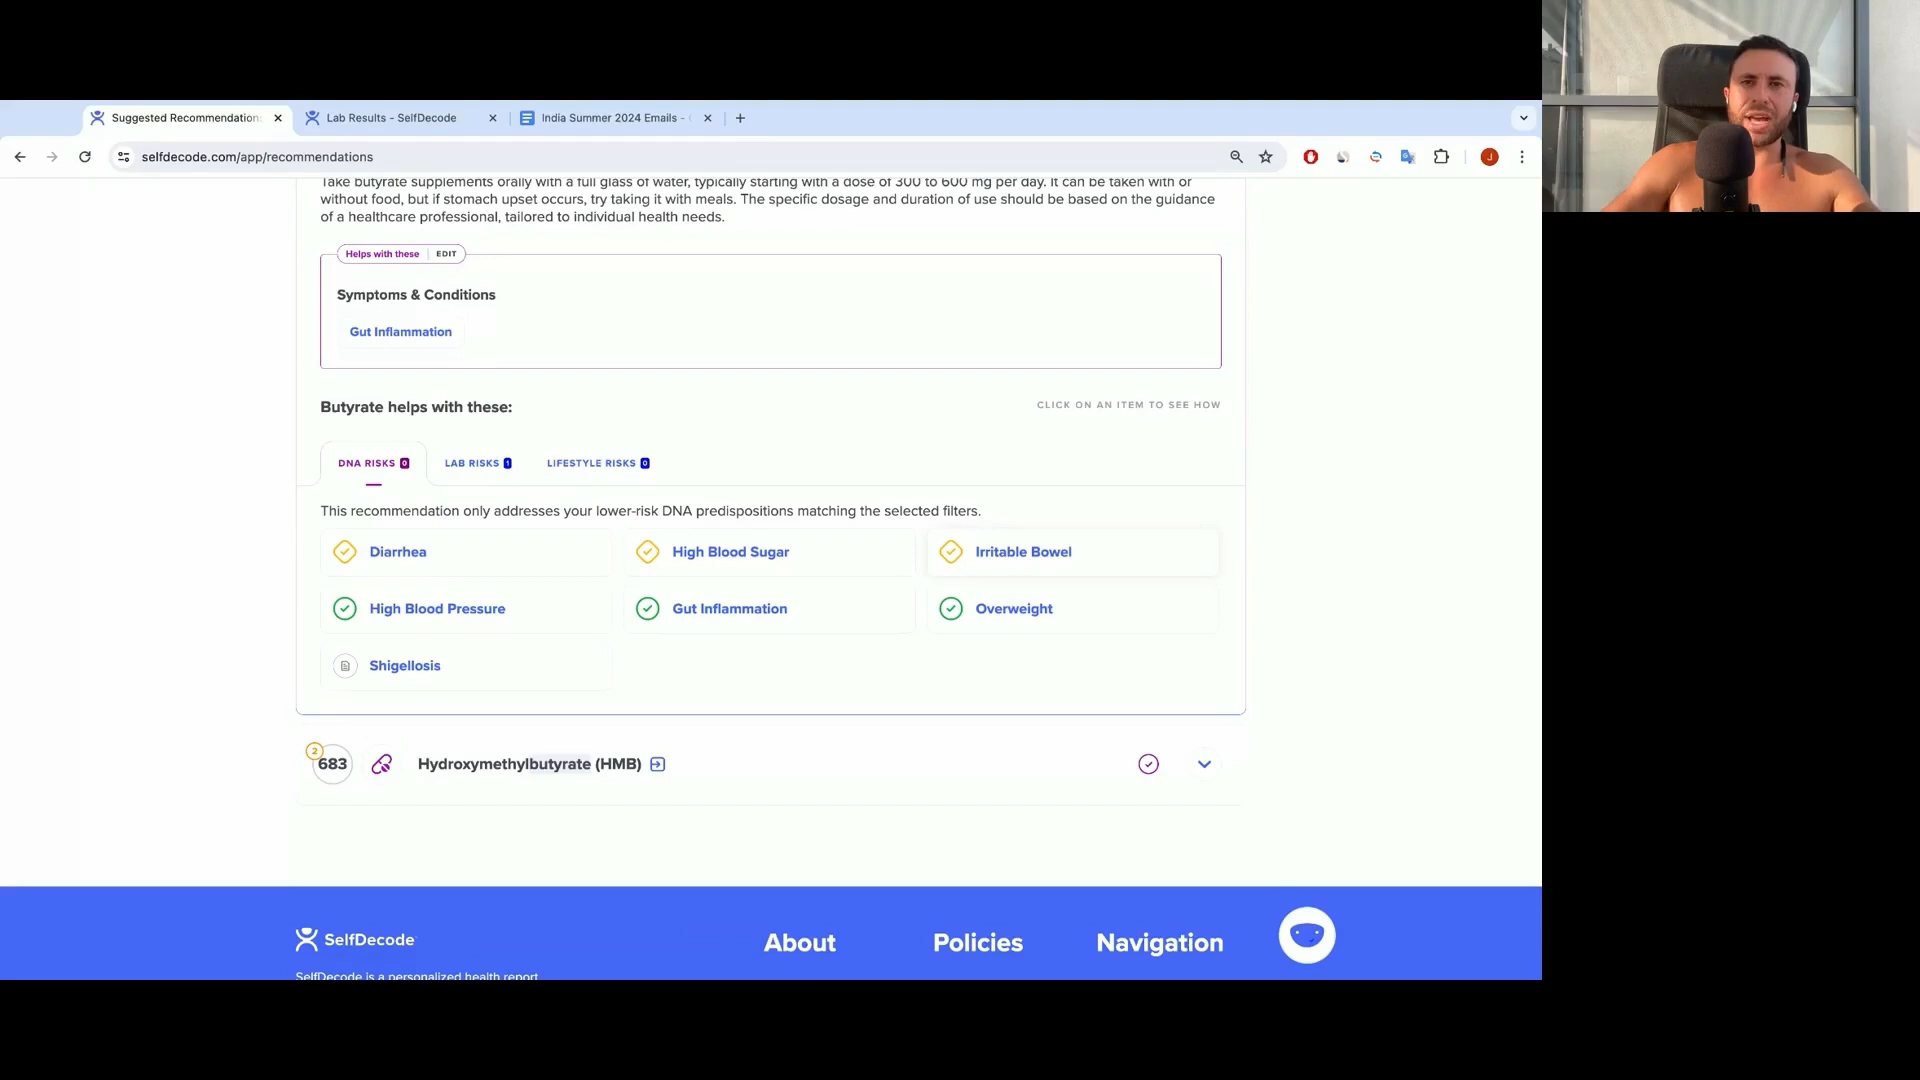 Suggested Recommendation
Lab Results - SelfDecode
India Summer 2024 Emails -
selfdecode.com/app/recommendations
J
Take butyrate supplements orally with a full glass of water, typically starting with a dose of 300 to 600 mg per day. It can be taken with or
without food, but if stomach upset occurs, try taking it with meals. The specific dosage and duration of use should be based on the guidance
of a healthcare professional, tailored to individual health needs.
Helps with these EDIT
Symptoms & Conditions
Gut Inflammation
Butyrate helps with these:
CLICK ON AN ITEM TO SEE HOW
DNA RISKS 0 LAB RISKS 1 LIFESTYLE RISKS 0
This recommendation only addresses your lower-risk DNA predispositions matching the selected filters.
Diarrhea High Blood Sugar Irritable Bowel
High Blood Pressure Gut Inflammation Overweight
Shigellosis
2
683 Hydroxymethylbutyrate (HMB)
SelfDecode About Policies Navigation
SelfDecode is a personalized health report